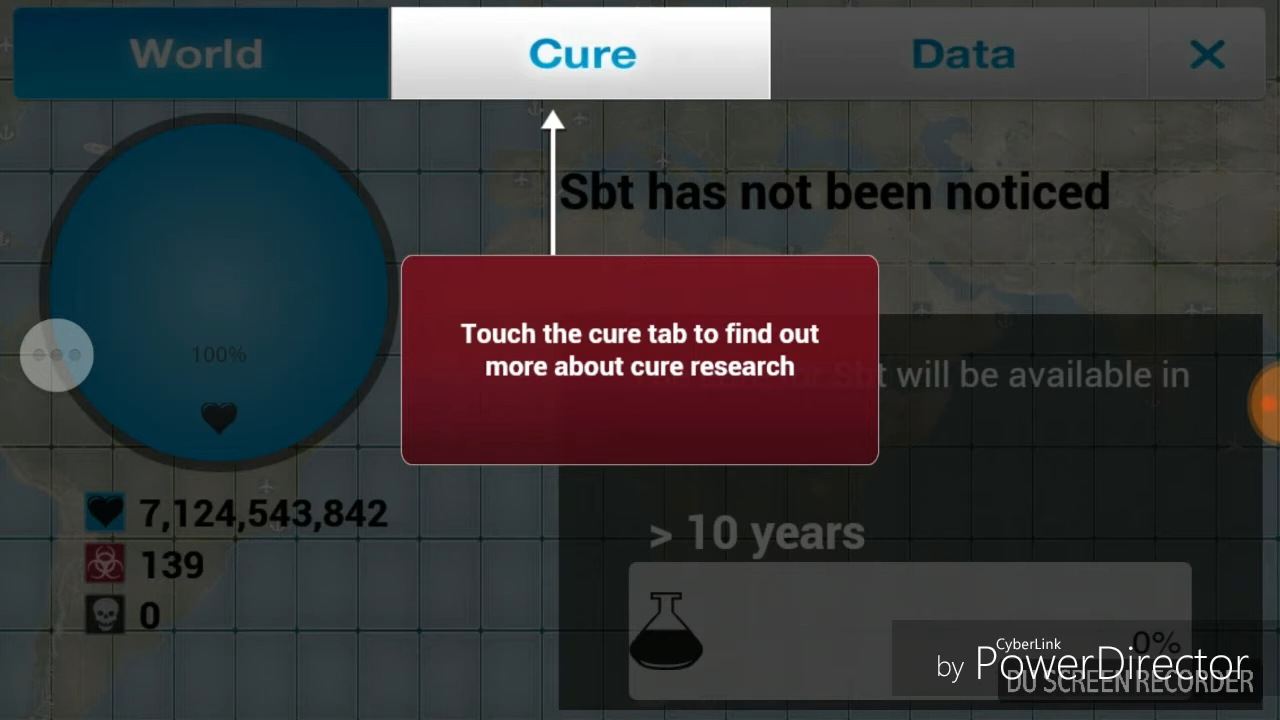 World
Cure
Data
X
Sbt has not been noticed
100%
Touch the cure tab to find out
more about cure research
Sbt will be available in
7,124,543,842
139
0
> 10 years
0%
CyberLink
by PowerDirector
DU SCREEN RECORDER